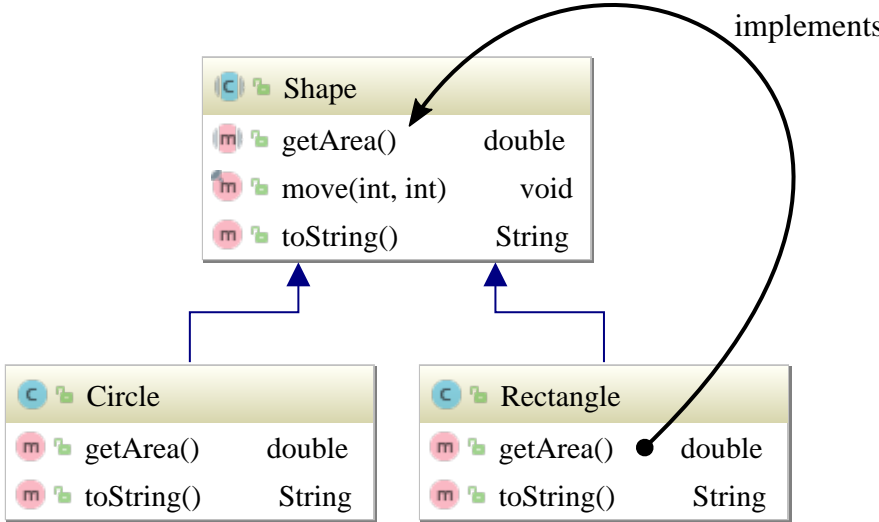 implements
Shape
getArea() double
move(int, int) void
toString() String
Circle
getArea() double
toString() String
Rectangle
getArea() double
toString() String